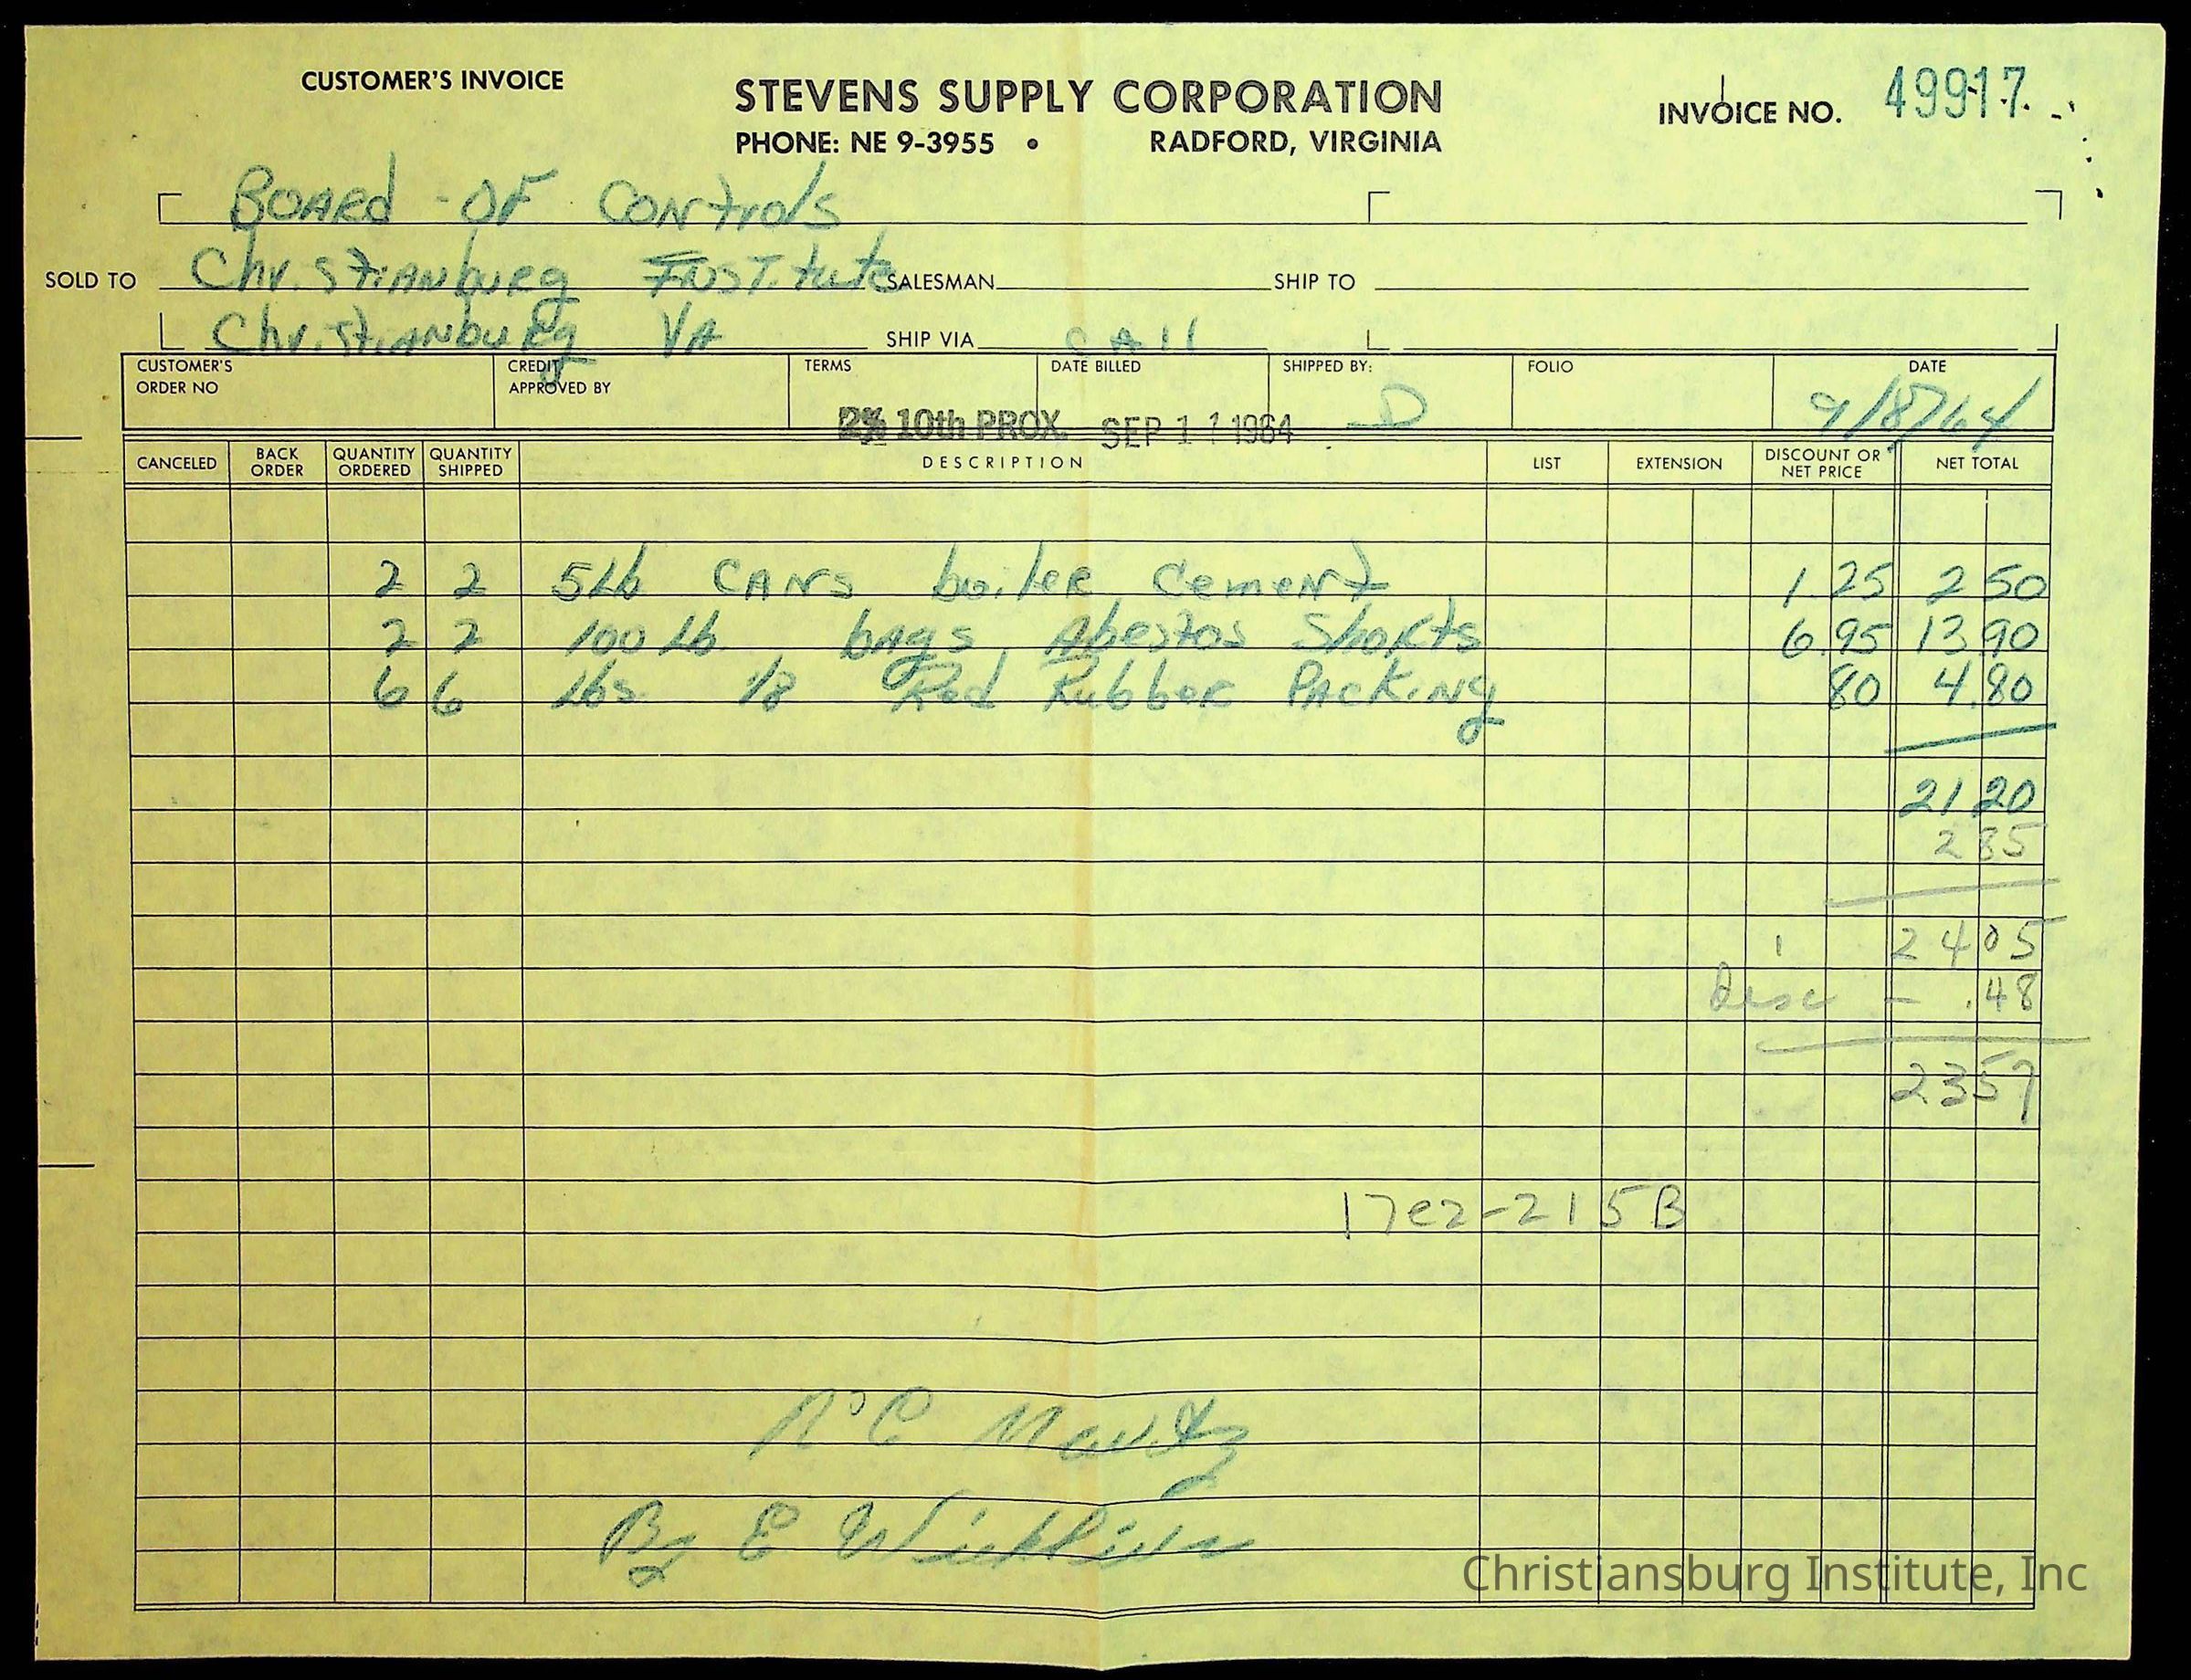 CUSTOMER'S INVOICE
STEVENS SUPPLY CORPORATION
INVOICE NO. 49917
PHONE: NE 9-3955 • RADFORD, VIRGINIA
Board - OF Controls
SOLD TO Christianburg Institute SALESMAN SHIP TO
Christianburg VA SHIP VIA CAll
CUSTOMER'S ORDER NO CREDIT APPROVED BY TERMS DATE BILLED SHIPPED BY: FOLIO DATE
2% 10th PROX. SEP 11 1964 D 9/8/64
CANCELED BACK ORDER QUANTITY ORDERED QUANTITY SHIPPED DESCRIPTION LIST EXTENSION DISCOUNT OR NET PRICE NET TOTAL
2 2 5Lb CANs boiler Cement 1.25 2 50
2 2 100 Lb bAgs Abestos Shorts 6.95 13 90
6 6 Lbs 1/8 Red Rubber PAcKiNg 80 4.80
21 20
2 85
24 05
Disc - .48
23 57
17e2-215B
By E
Christiansburg Institute, Inc